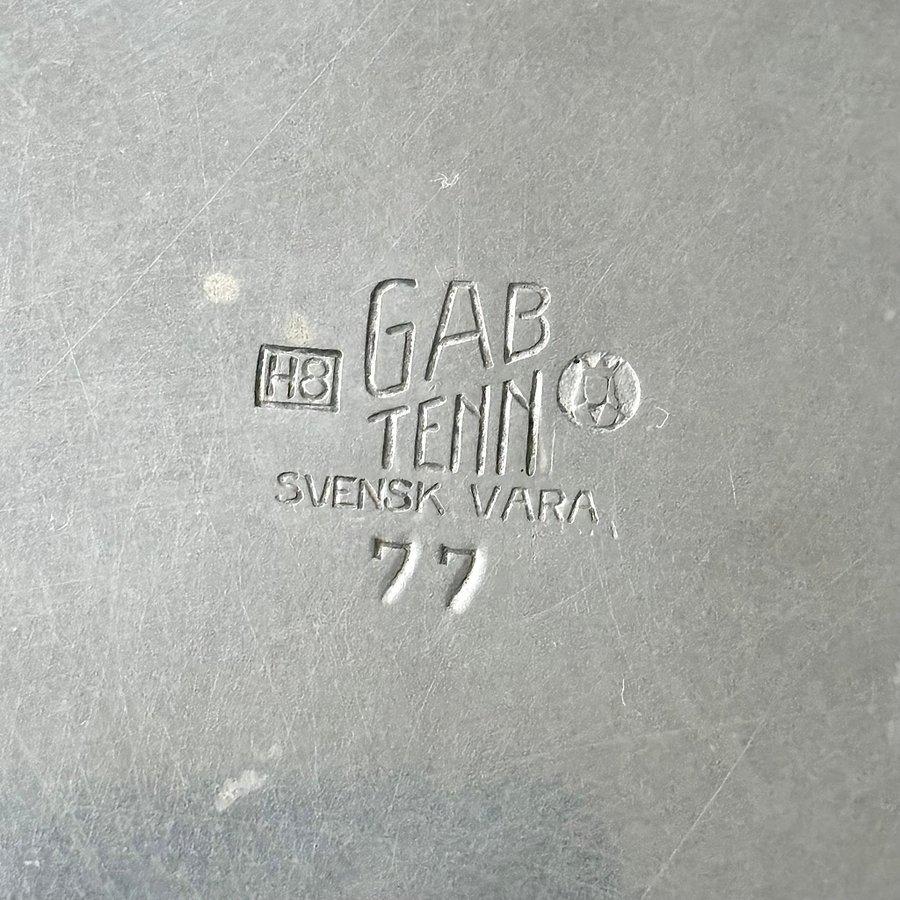 H8
GAB
TENN
SVENSK VARA
77